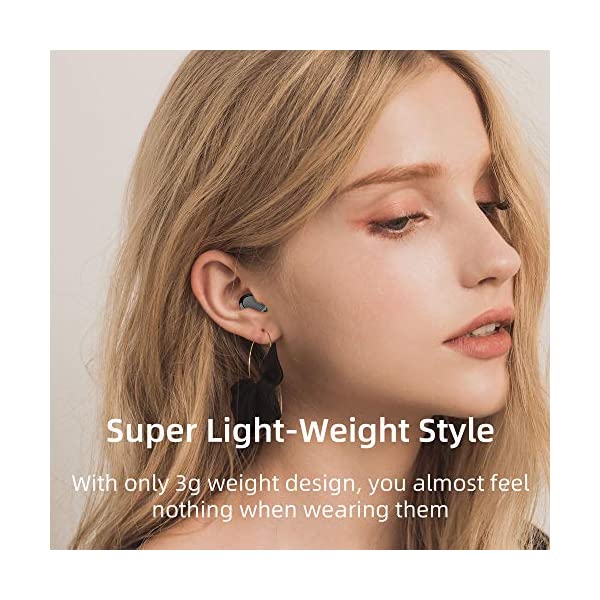 Super Light-Weight Style
With only 3g weight design, you almost feel
nothing when wearing them